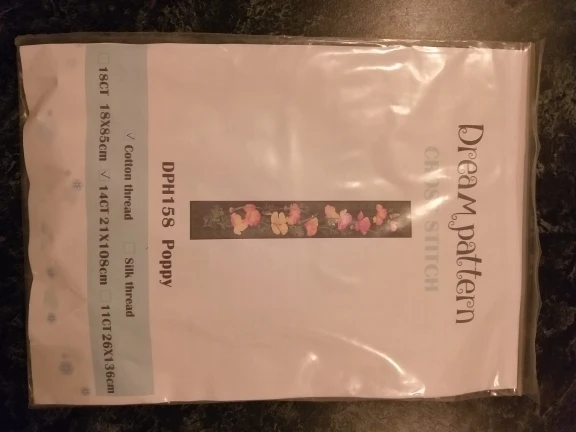 Dream pattern
CROSS STITCH
DPH158 Poppy
✓ Cotton thread  Silk thread
18CT 18X85cm ✓ 14CT 21X108cm 11CT 26X136cm